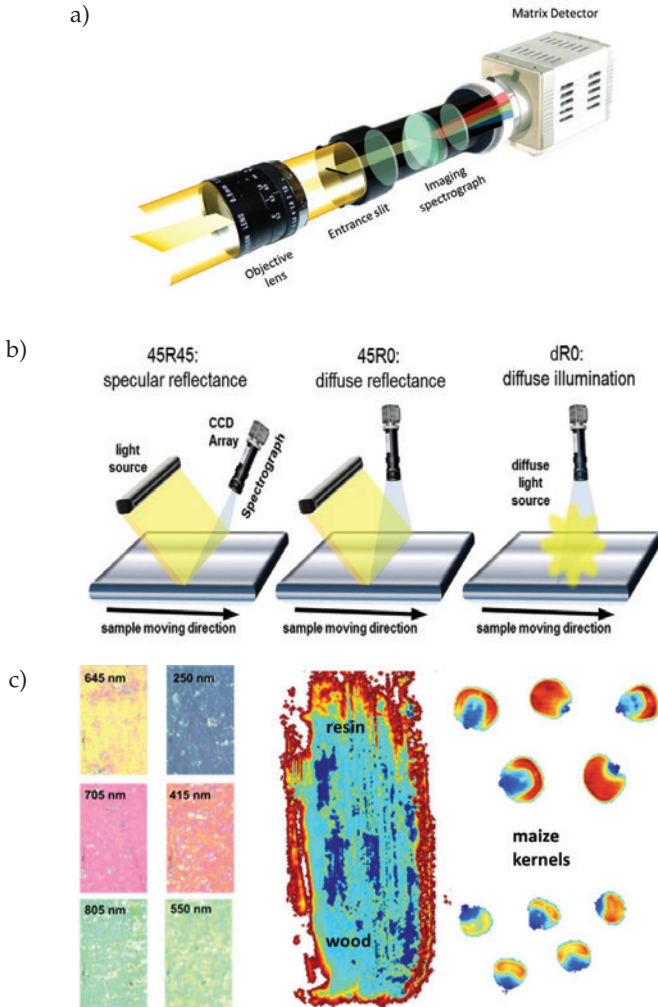 a)
Matrix Detector
Imaging
spectrograph
Entrance slit
Objective
lens
b)
45R45:
specular reflectance
45R0:
diffuse reflectance
dR0:
diffuse illumination
light
source
CCD
Array
Spectrograph
diffuse
light
source
sample moving direction
sample moving direction
sample moving direction
c)
645 nm
250 nm
705 nm
415 nm
805 nm
550 nm
resin
wood
maize
kernels